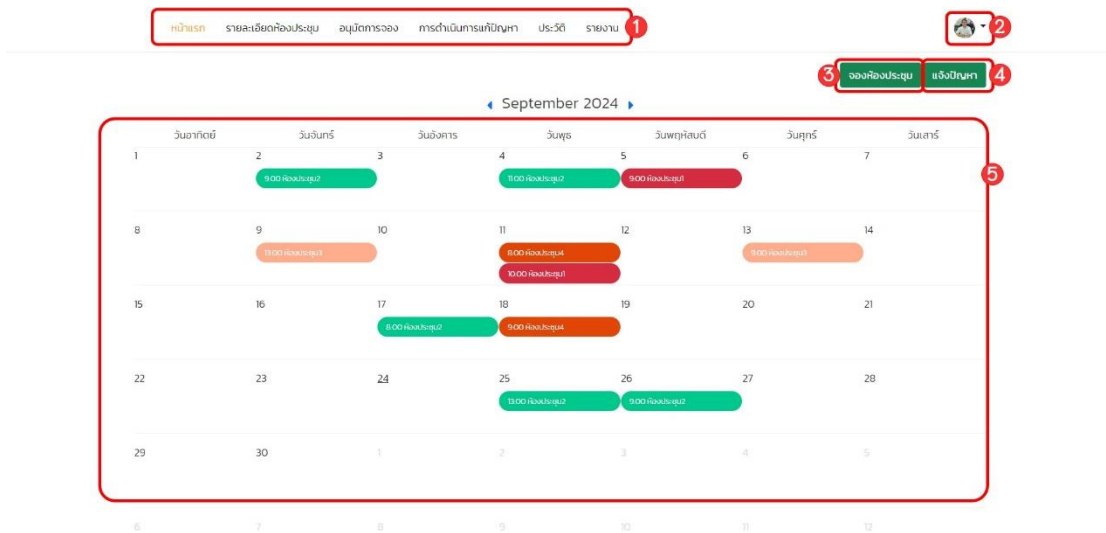 หน้าแรก รายละเอียดห้องประชุม อนุมัติการจอง การดำเนินการแก้ปัญหา ประวัติ รายงาน 1 2
3 จองห้องประชุม แจ้งปัญหา 4
September 2024
วันอาทิตย์ วันจันทร์ วันอังคาร วันพุธ วันพฤหัสบดี วันศุกร์ วันเสาร์
1 2 3 4 5 6 7
9:00 ห้องประชุม2 11:00 ห้องประชุม2 9:00 ห้องประชุม1 5
8 9 10 11 12 13 14
13:00 ห้องประชุม3 8:00 ห้องประชุม4 9:00 ห้องประชุม3
10:00 ห้องประชุม1
15 16 17 18 19 20 21
8:00 ห้องประชุม2 9:00 ห้องประชุม4
22 23 24 25 26 27 28
13:00 ห้องประชุม2 9:00 ห้องประชุม2
29 30 1 2 3 4 5
6 7 8 9 10 11 12